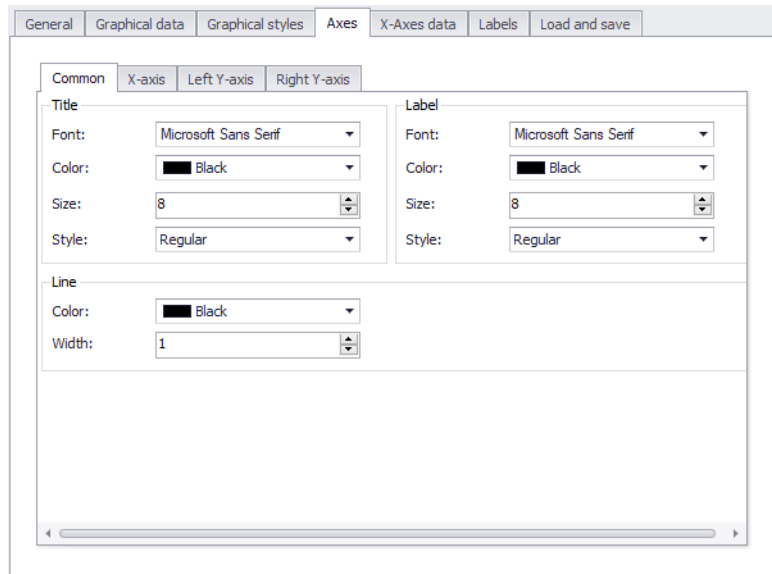 General Graphical data Graphical styles Axes X-Axes data Labels Load and save
Common X-axis Left Y-axis Right Y-axis
Title
Font: Microsoft Sans Serif
Color: Black
Size: 8
Style: Regular
Label
Font: Microsoft Sans Serif
Color: Black
Size: 8
Style: Regular
Line
Color: Black
Width: 1